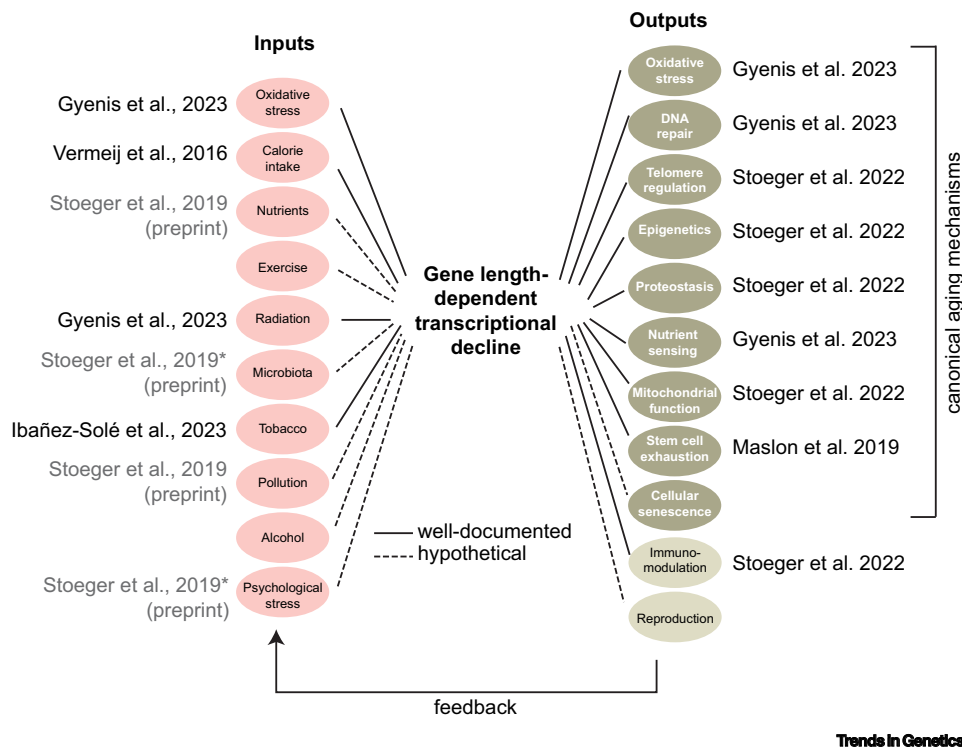 Inputs
Gyenis et al., 2023
Oxidative
stress
Vermeij et al., 2016
Calorie
intake
Stoeger et al., 2019
(preprint)
Nutrients
Exercise
Gyenis et al., 2023
Radiation
Stoeger et al., 2019*
(preprint)
Microbiota
Ibañez-Solé et al., 2023
Tobacco
Stoeger et al., 2019
(preprint)
Pollution
Alcohol
Stoeger et al., 2019*
(preprint)
Psychological
stress
Gene length-
dependent
transcriptional
decline
well-documented
hypothetical
Outputs
Oxidative
stress
Gyenis et al. 2023
DNA
repair
Gyenis et al. 2023
Telomere
regulation
Stoeger et al. 2022
Epigenetics
Stoeger et al. 2022
Proteostasis
Stoeger et al. 2022
Nutrient
sensing
Gyenis et al. 2023
Mitochondrial
function
Stoeger et al. 2022
Stem cell
exhaustion
Maslon et al. 2019
Cellular
senescence
Immuno-
modulation
Stoeger et al. 2022
Reproduction
canonical aging mechanisms
feedback
Trends in Genetics